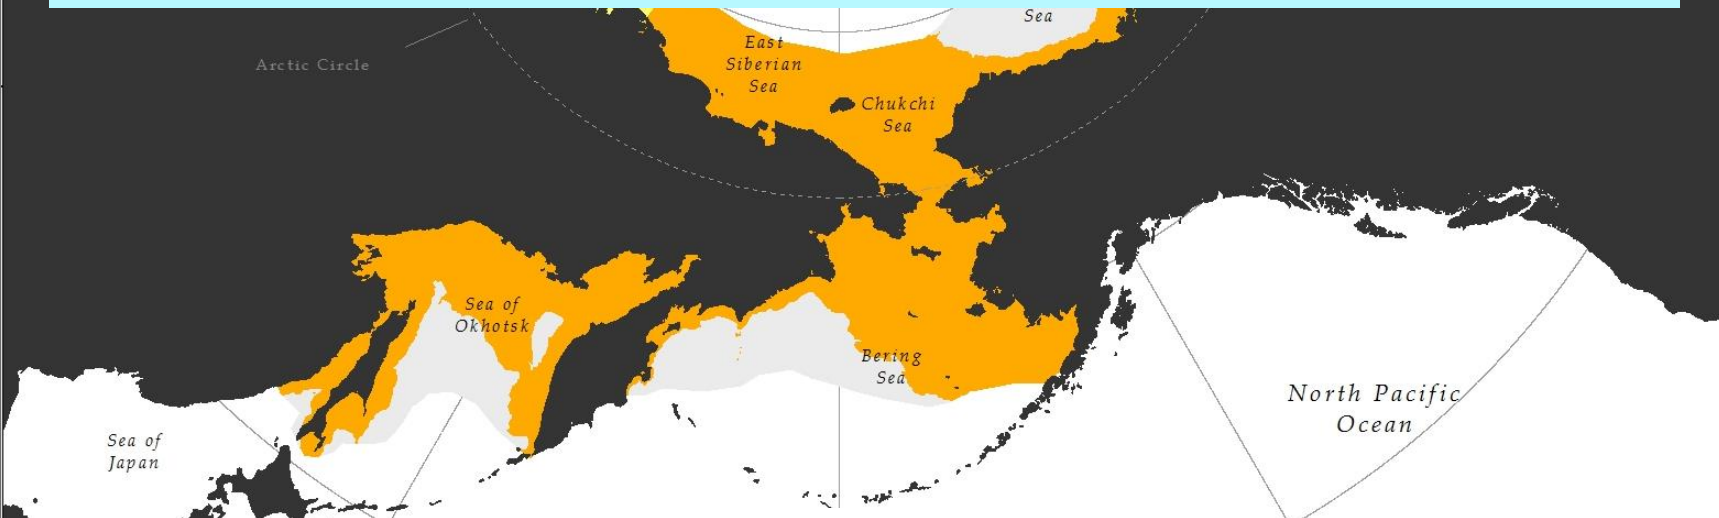 Sea
East
Siberian
Sea
Arctic Circle
Chukchi
Sea
Sea of
Okhotsk
Bering
Sea
North Pacific
Ocean
Sea of
Japan